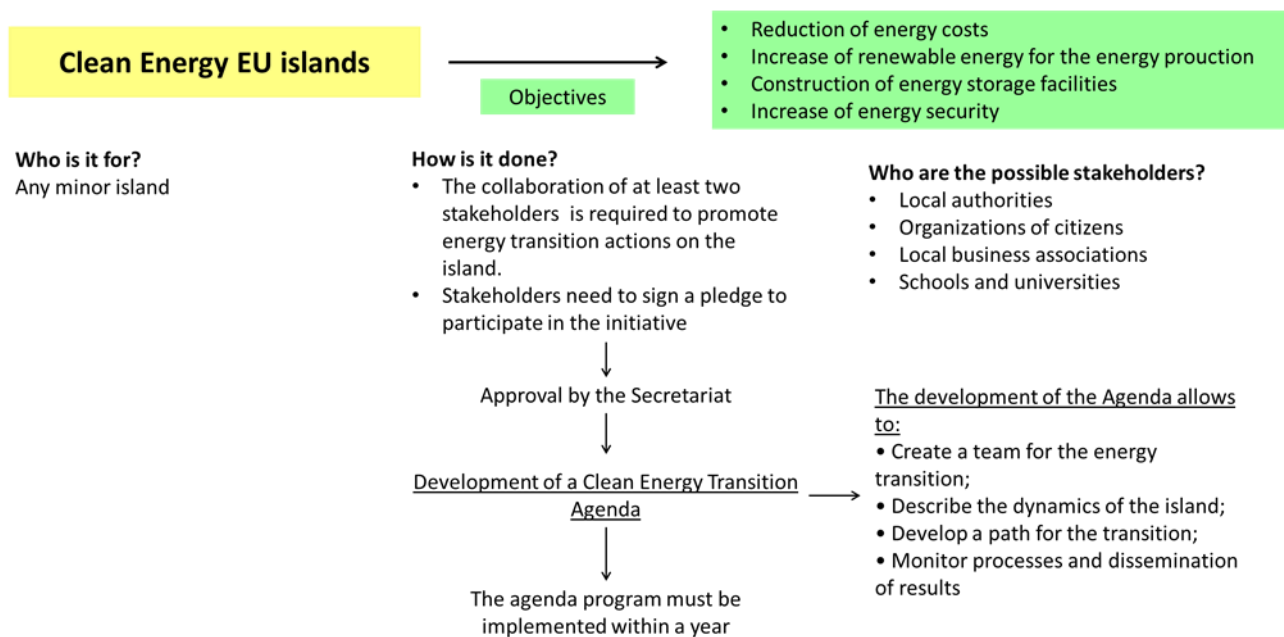 Clean Energy EU islands
Objectives
• Reduction of energy costs
• Increase of renewable energy for the energy prouction
• Construction of energy storage facilities
• Increase of energy security
Who is it for?
Any minor island
How is it done?
• The collaboration of at least two
stakeholders is required to promote
energy transition actions on the
island.
• Stakeholders need to sign a pledge to
participate in the initiative
Approval by the Secretariat
Development of a Clean Energy Transition
Agenda
The agenda program must be
implemented within a year
Who are the possible stakeholders?
• Local authorities
• Organizations of citizens
• Local business associations
• Schools and universities
The development of the Agenda allows
to:
• Create a team for the energy
transition;
• Describe the dynamics of the island;
• Develop a path for the transition;
• Monitor processes and dissemination
of results